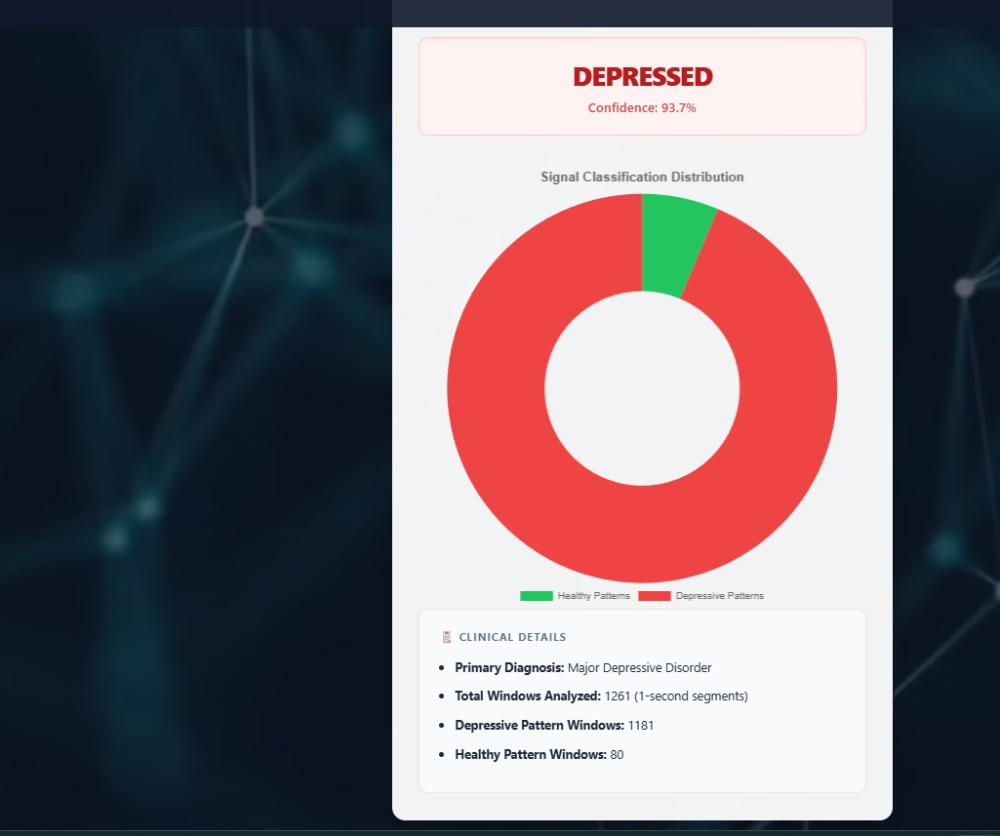 DEPRESSED
Confidence: 93.7%
Signal Classification Distribution
Healthy Patterns Depressive Patterns
CLINICAL DETAILS
Primary Diagnosis: Major Depressive Disorder
Total Windows Analyzed: 1261 (1-second segments)
Depressive Pattern Windows: 1181
Healthy Pattern Windows: 80